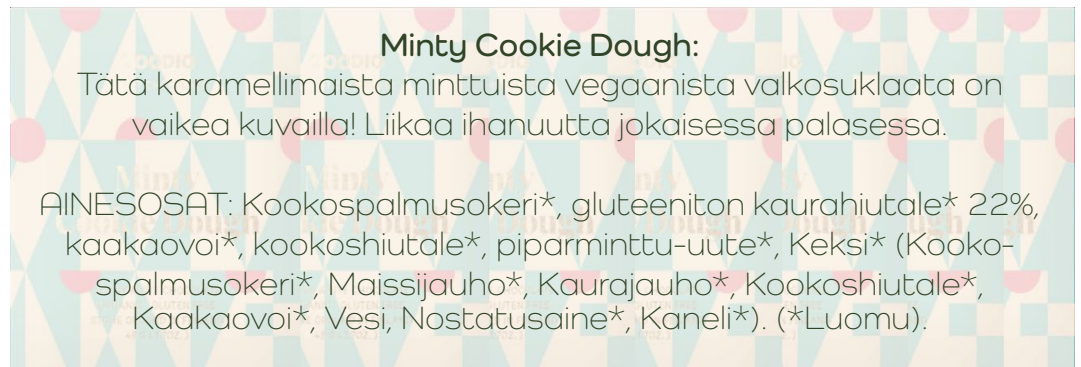 Minty Cookie Dough:
Tätä karamellimaista minttuista vegaanista valkosuklaata on
vaikea kuvailla! Liikaa ihanuutta jokaisessa palasessa.
AINESOSAT: Kookospalmusokeri*, gluteeniton kaurahiutale* 22%,
kaakaovoi*, kookoshiutale*, piparminttu-uute*, Keksi* (Kooko-
spalmusokeri*, Maissijauho*, Kaurajauho*, Kookoshiutale*,
Kaakaovoi*, Vesi, Nostatusaine*, Kaneli*). (*Luomu).